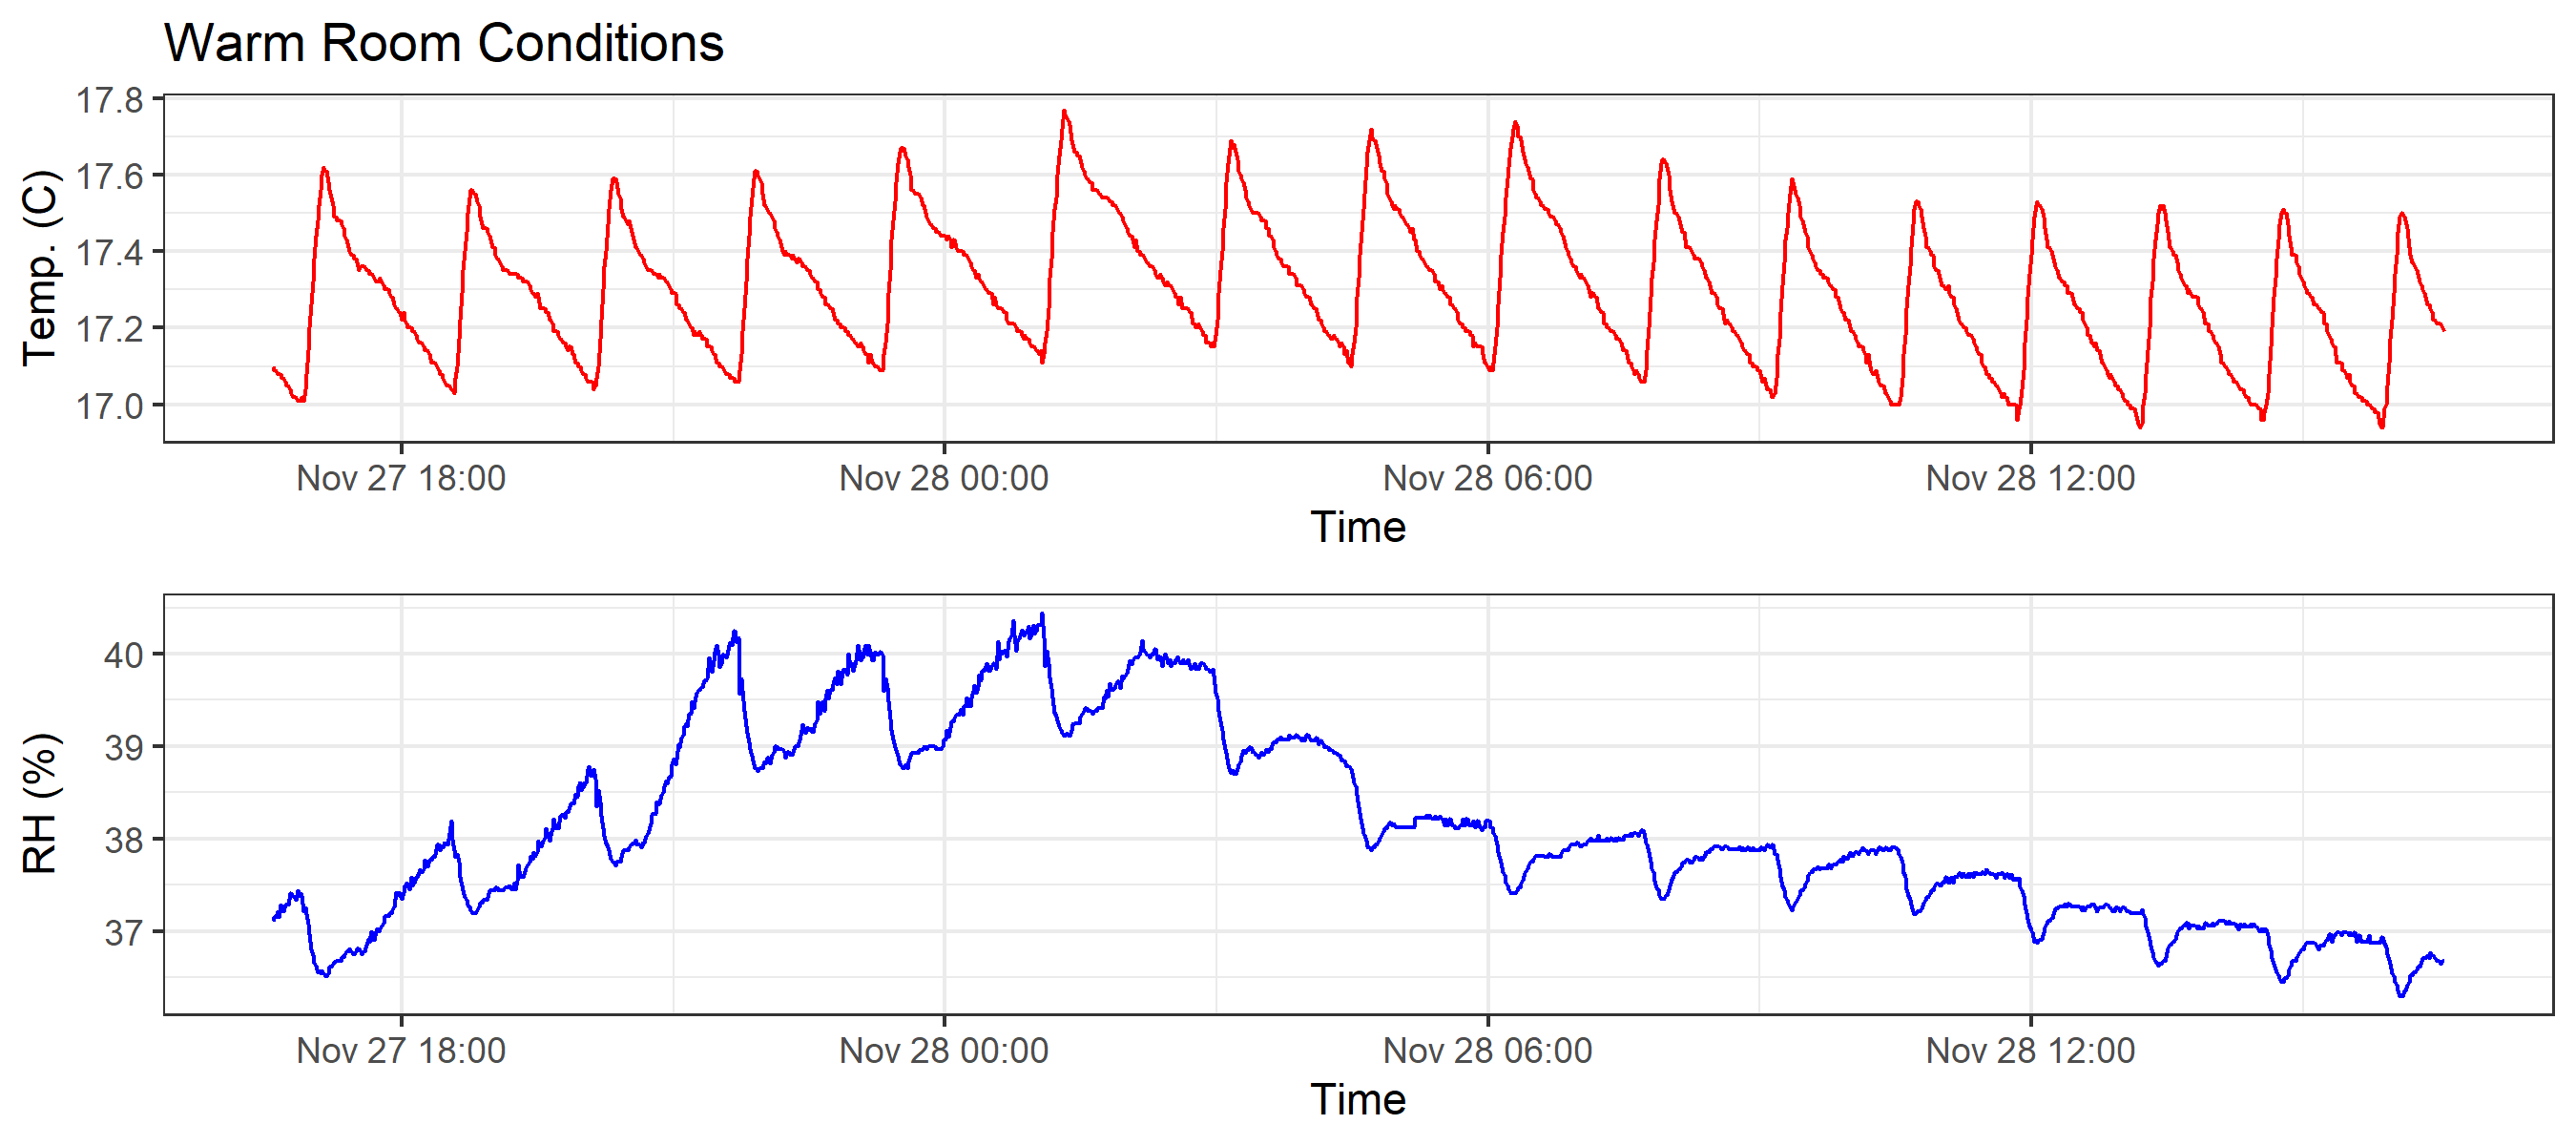 Warm Room Conditions
17.8
17.6
17.4
17.2
17.0
Temp. (C)
Nov 27 18:00 Nov 28 00:00 Nov 28 06:00 Nov 28 12:00
Time
40
39
38
37
RH (%)
Nov 27 18:00 Nov 28 00:00 Nov 28 06:00 Nov 28 12:00
Time